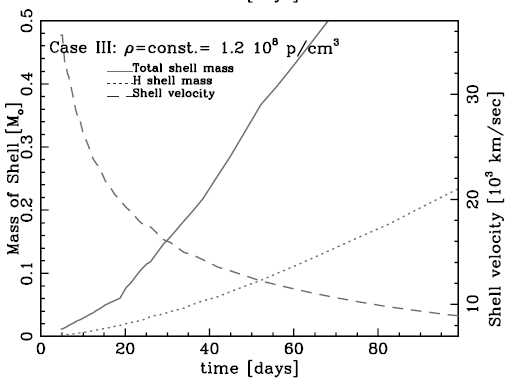 [days]
Case III: ρ=const.= 1.2 10⁸ p/cm³
Total shell mass
H shell mass
Shell velocity
Mass of Shell [M₀]
0.5
0.4
0.3
0.2
0.1
0
0
20
40
60
80
time [days]
30
20
10
Shell velocity [10³ km/sec]